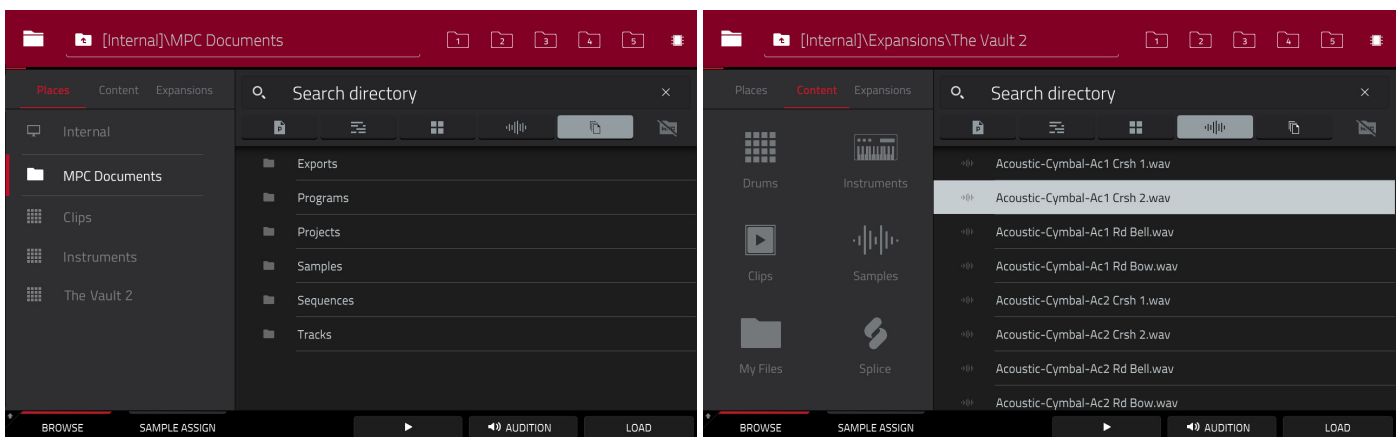 [Internal]\MPC Documents
1 2 3 4 5
Places Content Expansions
Search directory
Internal
MPC Documents
Clips
Instruments
The Vault 2
Exports
Programs
Projects
Samples
Sequences
Tracks
BROWSE SAMPLE ASSIGN AUDITION LOAD
[Internal]\Expansions\The Vault 2
1 2 3 4 5
Places Content Expansions
Search directory
Drums Instruments
Clips Samples
My Files Splice
Acoustic-Cymbal-Ac1 Crsh 1.wav
Acoustic-Cymbal-Ac1 Crsh 2.wav
Acoustic-Cymbal-Ac1 Rd Bell.wav
Acoustic-Cymbal-Ac1 Rd Bow.wav
Acoustic-Cymbal-Ac2 Crsh 1.wav
Acoustic-Cymbal-Ac2 Crsh 2.wav
Acoustic-Cymbal-Ac2 Rd Bell.wav
Acoustic-Cymbal-Ac2 Rd Bow.wav
BROWSE SAMPLE ASSIGN AUDITION LOAD